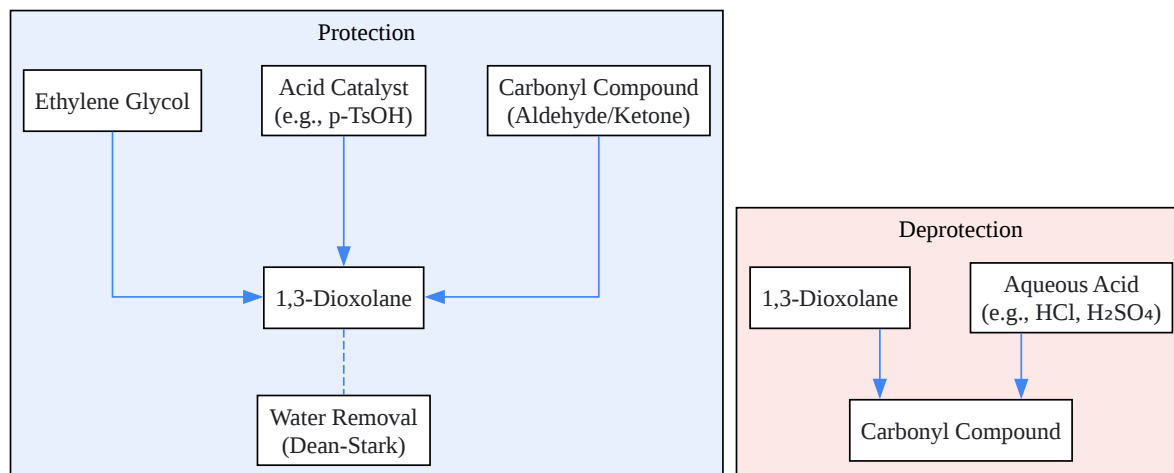 Protection
Ethylene Glycol
Acid Catalyst
(e.g., p-TsOH)
Carbonyl Compound
(Aldehyde/Ketone)
1,3-Dioxolane
Water Removal
(Dean-Stark)
Deprotection
1,3-Dioxolane
Aqueous Acid
(e.g., HCl, H₂SO₄)
Carbonyl Compound